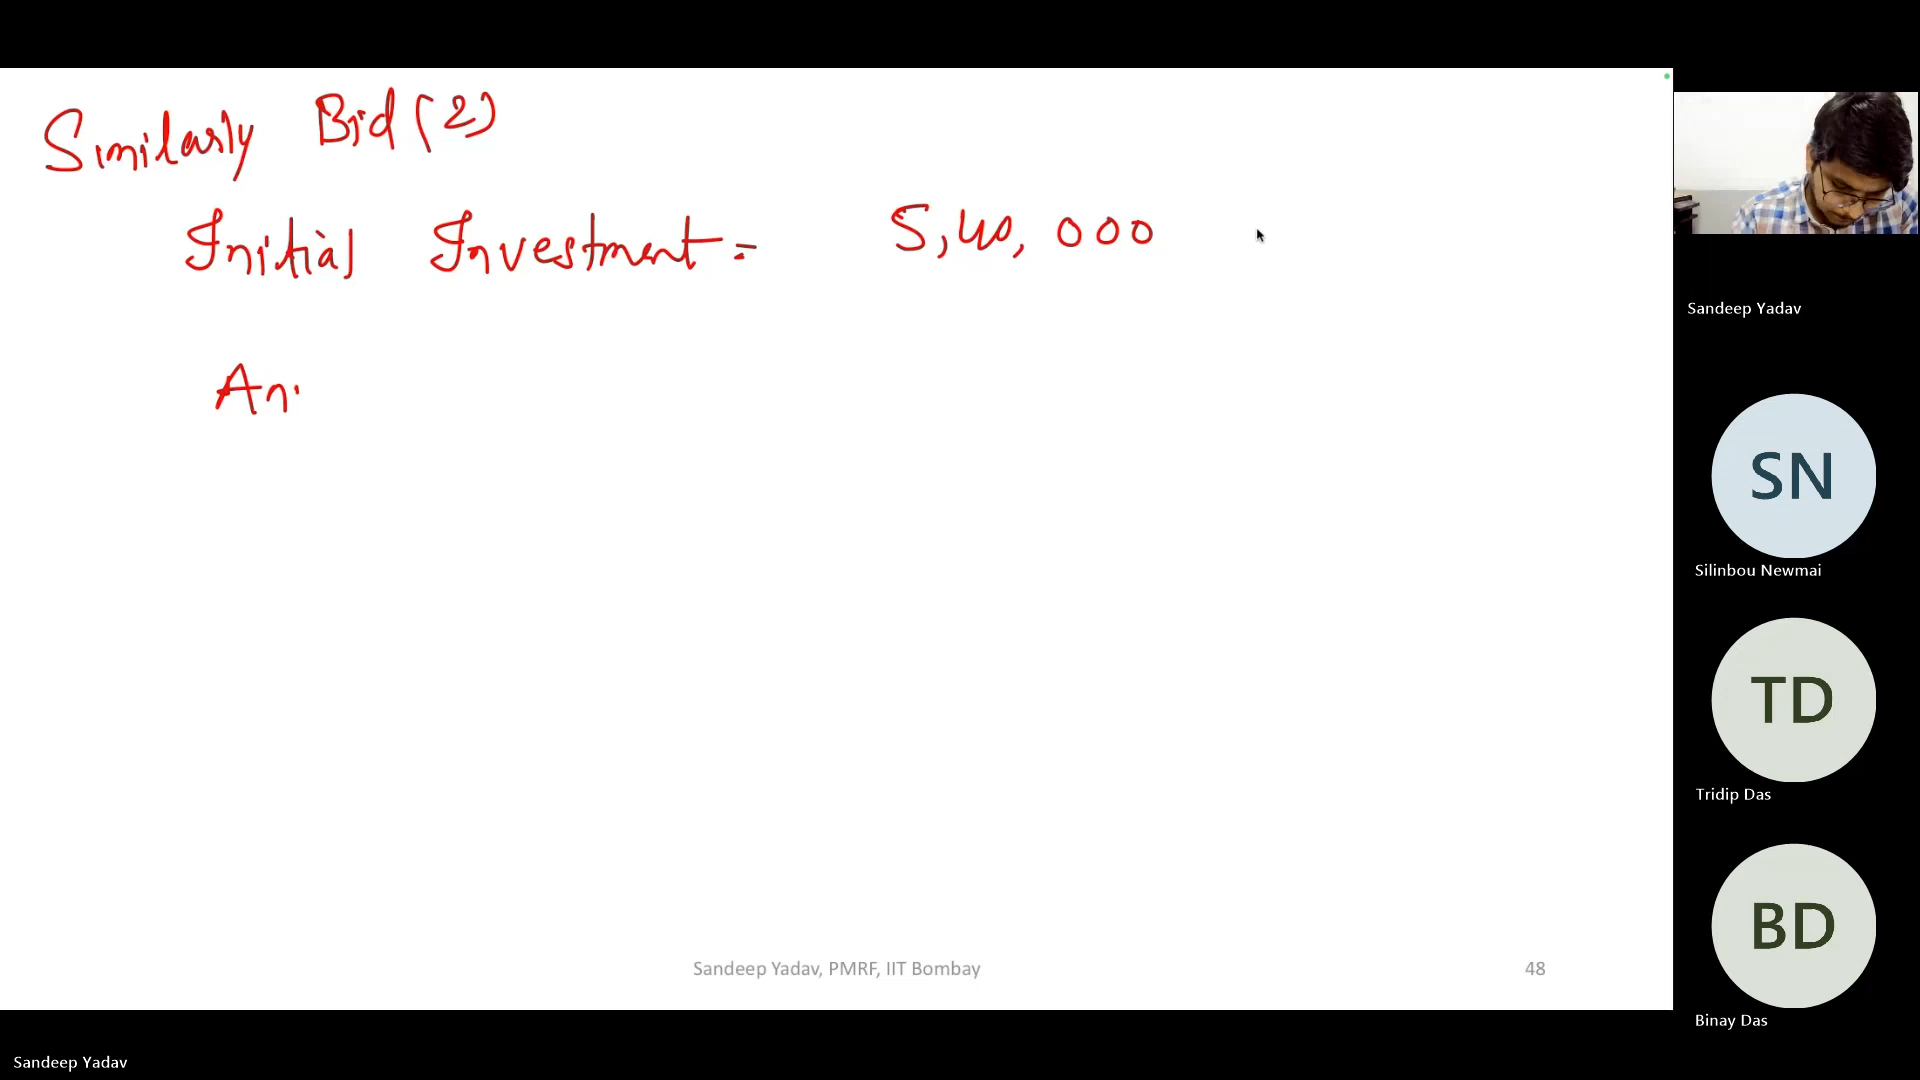 Similarly Bid (2)
Initial Investment = 5,40,000
An
Sandeep Yadav, PMRF, IIT Bombay
48
Sandeep Yadav
SN
Silinbou Newmai
TD
Tridip Das
BD
Binay Das
Sandeep Yadav